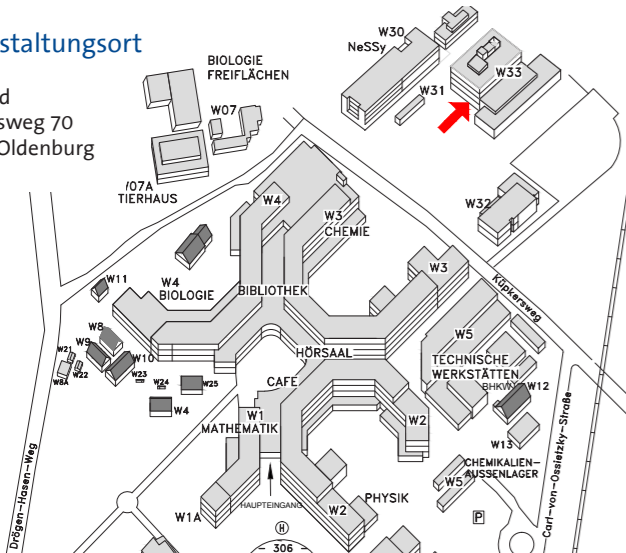 staltungsort
d
sweg 70
Oldenburg
BIOLOGIE
FREIFLÄCHEN
W07
/07A
TIERHAUS
W30
NeSSy
W31
W33
W32
W4
W3
CHEMIE
W11
W4
BIOLOGIE
BIBLIOTHEK
W3
Küpkersweg
W8
W9
W10
W21
W22
W8A
W23
W24
W25
W4
HÖRSAAL
CAFE
W5
TECHNISCHE
WERKSTÄTTEN
BHKW
W12
W13
W1
MATHEMATIK
W2
CHEMIKALIEN-
AUSSENLAGER
W5
HAUPTEINGANG
PHYSIK
W1A
W2
P
H
306
Drögen-Hasen-Weg
Carl-von-Ossietzky-Straße